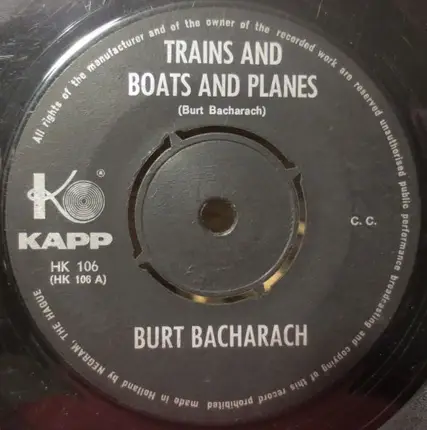 All rights of the manufacturer and of the owner of the recorded work are reserved unauthorised public performance broadcasting and copying of this record prohibited made in Holland by NEGRAM, THE HAGUE
TRAINS AND
BOATS AND PLANES
(Burt Bacharach)
K
®
KAPP
C. C.
HK 106
(HK 106 A)
BURT BACHARACH